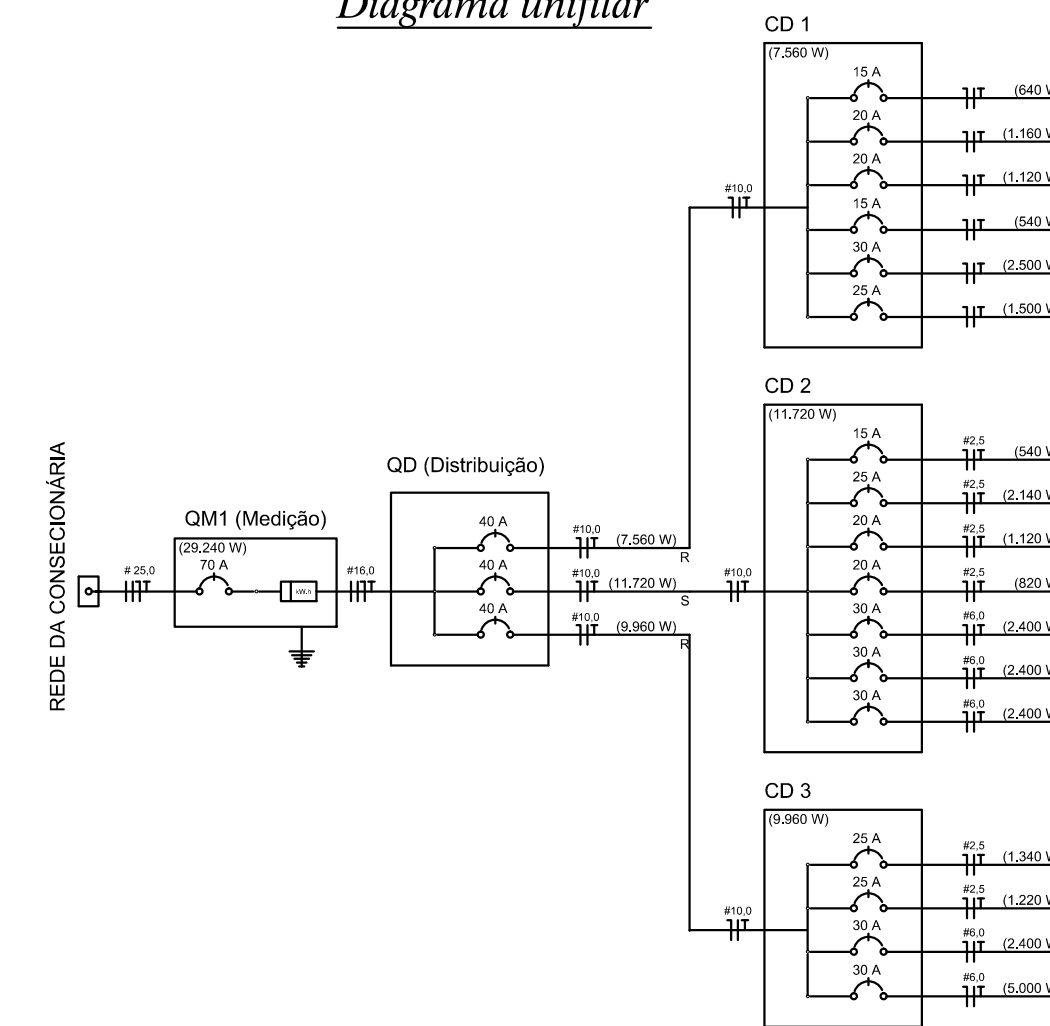 Diagrama unifilar
CD 1
(7.560 W)
15 A
(640 W
20 A
(1.160 W
20 A
(1.120 W
15 A
(540 W
30 A
(2.500 W
25 A
(1.500 W
#10,0
CD 2
(11.720 W)
15 A
#2,5
(540 W
25 A
#2,5
(2.140 W
20 A
#2,5
(1.120 W
20 A
#2,5
(820 W
30 A
#6,0
(2.400 W
30 A
#6,0
(2.400 W
30 A
#6,0
(2.400 W
REDE DA CONSECIONÁRIA
# 25,0
QM1 (Medição)
(29.240 W)
70 A
kW.h
#16,0
QD (Distribuição)
40 A
#10,0
(7.560 W)
R
40 A
#10,0
(11.720 W)
S
#10,0
40 A
#10,0
(9.960 W)
R
CD 3
(9.960 W)
25 A
#2,5
(1.340 W
25 A
#2,5
(1.220 W
30 A
#6,0
(2.400 W
30 A
#6,0
(5.000 W
#10,0